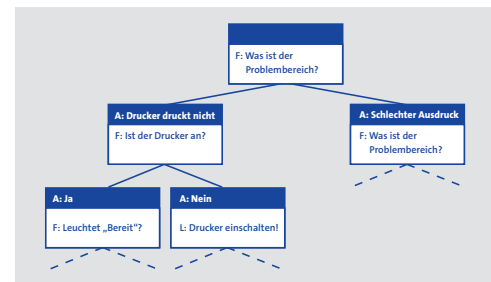 F: Was ist der
Problembereich?
A: Drucker druckt nicht
F: Ist der Drucker an?
A: Schlechter Ausdruck
F: Was ist der
Problembereich?
A: Ja
F: Leuchtet „Bereit“?
A: Nein
L: Drucker einschalten!